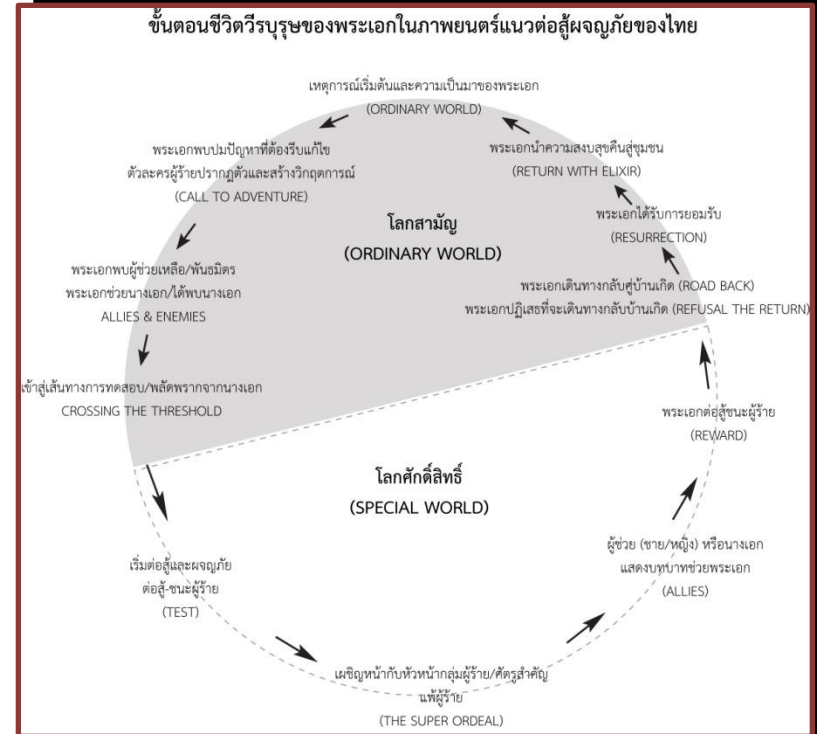 ขั้นตอนชีวิตวีรบุรุษของพระเอกในภาพยนตร์แนวต่อสู้ผจญภัยของไทย
เหตุการณ์เริ่มต้นและความเป็นมาของพระเอก
(ORDINARY WORLD)
พระเอกพบปมปัญหาที่ต้องรีบแก้ไข
ตัวละครผู้ร้ายปรากฏตัวและสร้างวิกฤตการณ์
(CALL TO ADVENTURE)
พระเอกพบผู้ช่วยเหลือ/พันธมิตร
พระเอกช่วยนางเอก/ได้พบนางเอก
ALLIES & ENEMIES
เข้าสู่เส้นทางการทดสอบ/พลัดพรากจากนางเอก
CROSSING THE THRESHOLD
โลกสามัญ
(ORDINARY WORLD)
พระเอกนำความสงบสุขคืนสู่ชุมชน
(RETURN WITH ELIXIR)
พระเอกได้รับการยอมรับ
(RESURRECTION)
พระเอกเดินทางกลับสู่บ้านเกิด (ROAD BACK)
พระเอกปฏิเสธที่จะเดินทางกลับบ้านเกิด (REFUSAL THE RETURN)
โลกศักดิ์สิทธิ์
(SPECIAL WORLD)
เริ่มต่อสู้และผจญภัย
ต่อสู้-ชนะผู้ร้าย
(TEST)
เผชิญหน้ากับหัวหน้ากลุ่มผู้ร้าย/ศัตรูสำคัญ
แพ้ผู้ร้าย
(THE SUPER ORDEAL)
ผู้ช่วย (ชาย/หญิง) หรือนางเอก
แสดงบทบาทช่วยพระเอก
(ALLIES)
พระเอกต่อสู้ชนะผู้ร้าย
(REWARD)